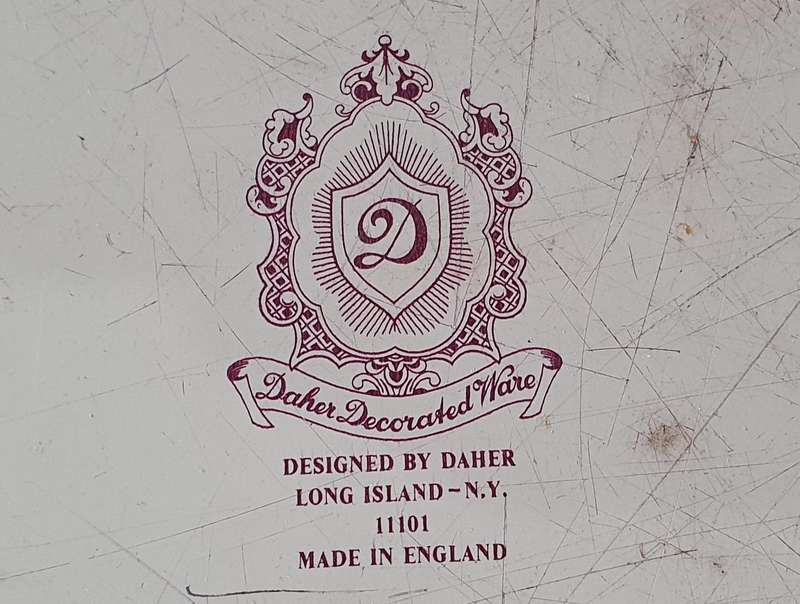 D
Daher Decorated Ware
DESIGNED BY DAHER
LONG ISLAND - N.Y.
11101
MADE IN ENGLAND